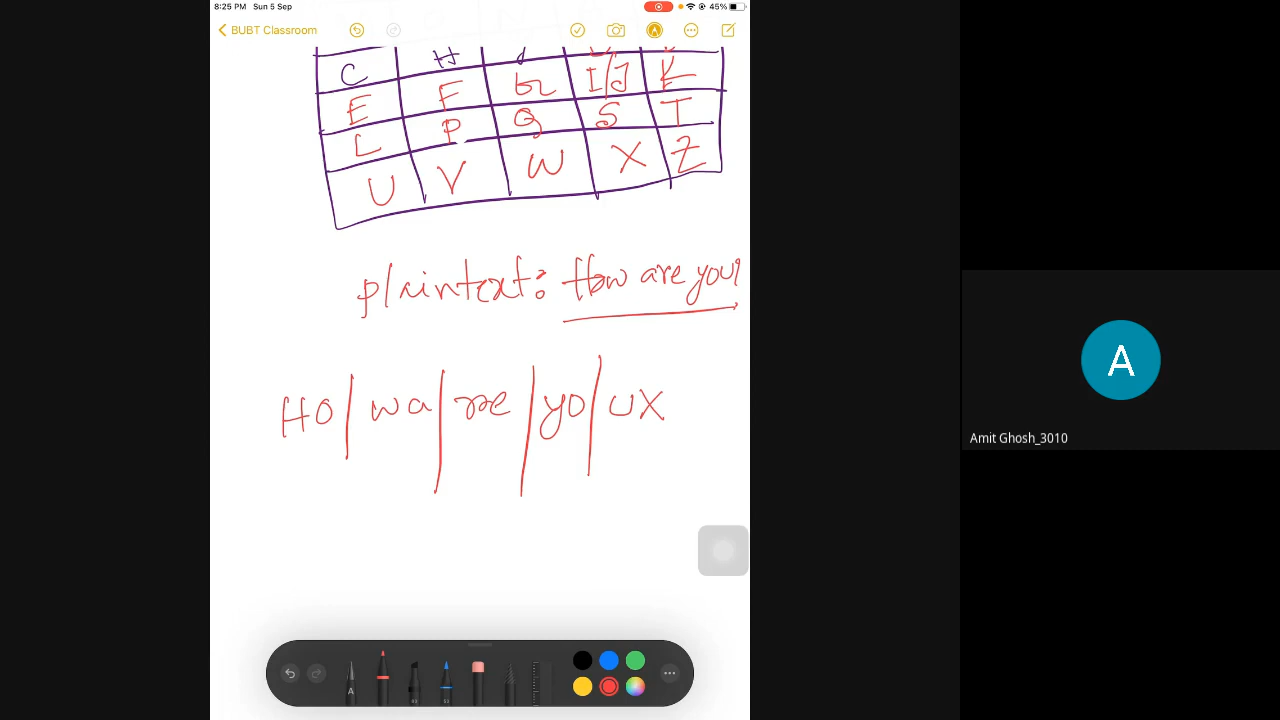 8:25 PM Sun 5 Sep
45%
BUBT Classroom
C H Y B D
E F G I/J K
L P Q S T
U V W X Z
plaintext: How are you?
HO | wa | re | yo | UX
A
Amit Ghosh_3010
A